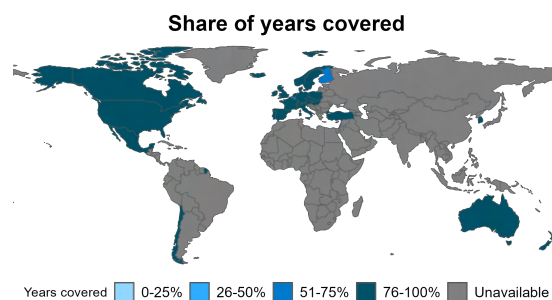 Share of years covered
Years covered 0-25% 26-50% 51-75% 76-100% Unavailable